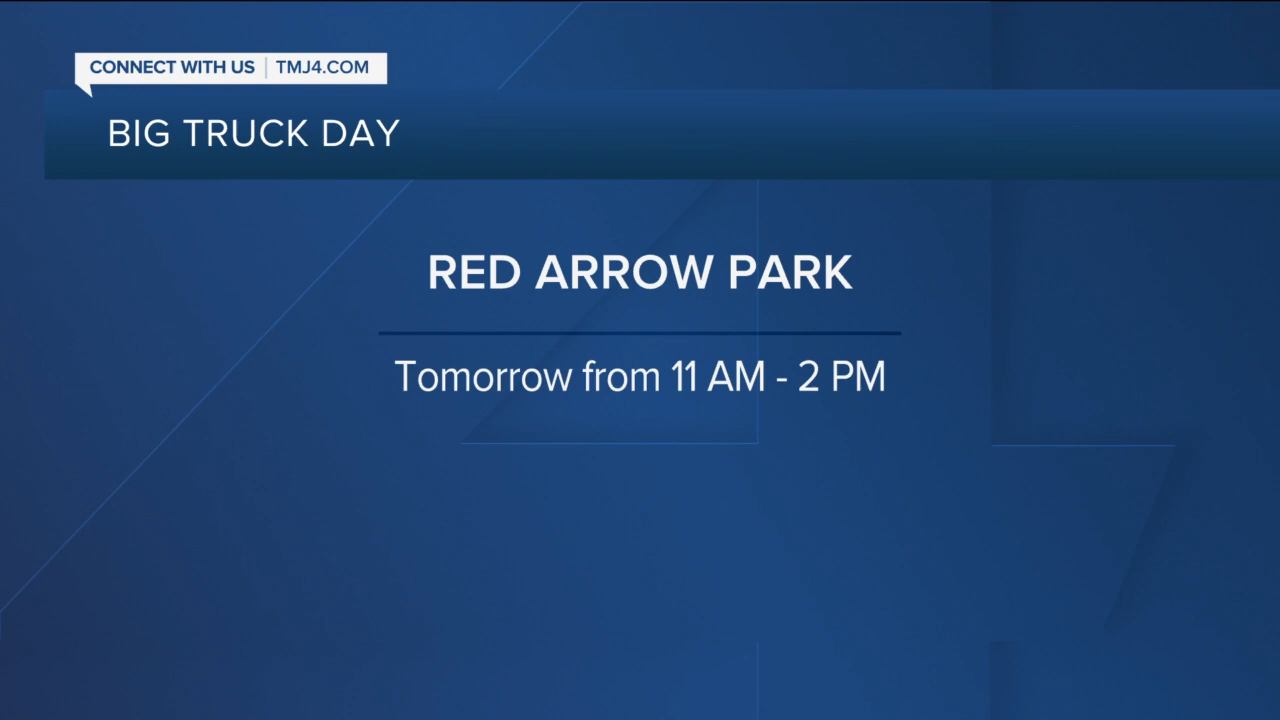 CONNECT WITH US | TMJ4.COM
BIG TRUCK DAY
RED ARROW PARK
Tomorrow from 11 AM - 2 PM